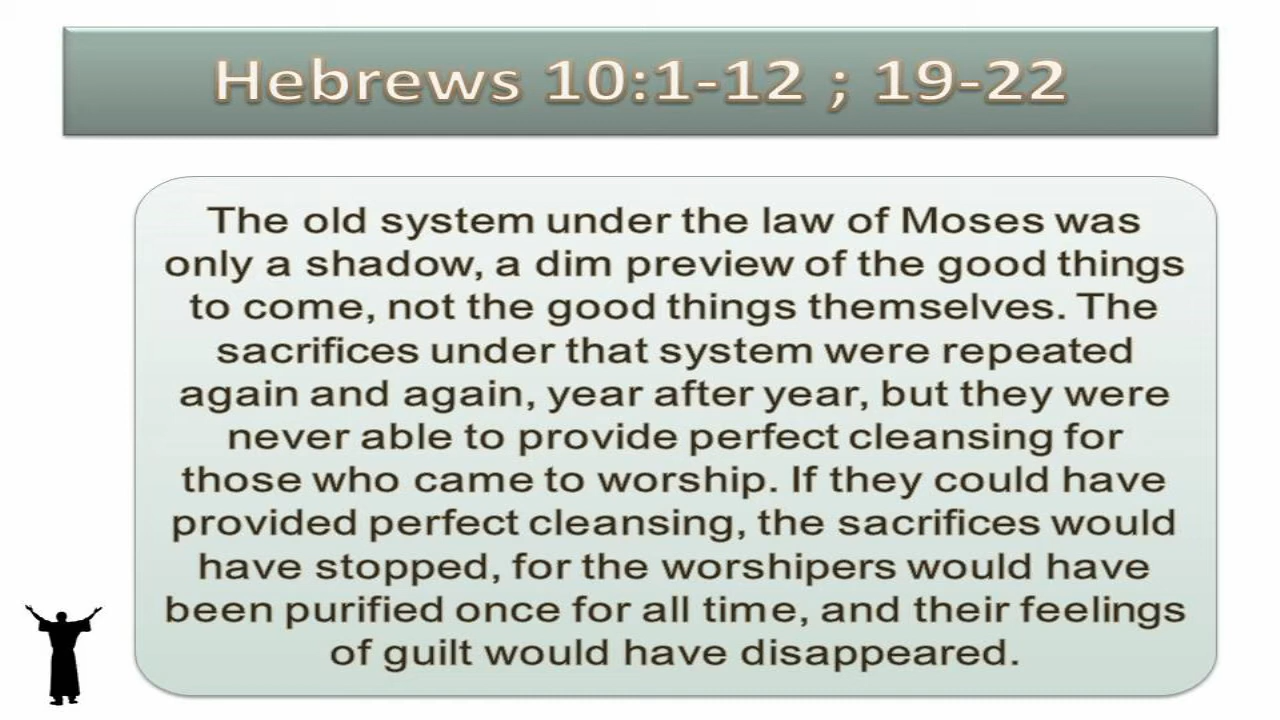 Hebrews 10:1-12 ; 19-22
The old system under the law of Moses was
only a shadow, a dim preview of the good things
to come, not the good things themselves. The
sacrifices under that system were repeated
again and again, year after year, but they were
never able to provide perfect cleansing for
those who came to worship. If they could have
provided perfect cleansing, the sacrifices would
have stopped, for the worshipers would have
been purified once for all time, and their feelings
of guilt would have disappeared.